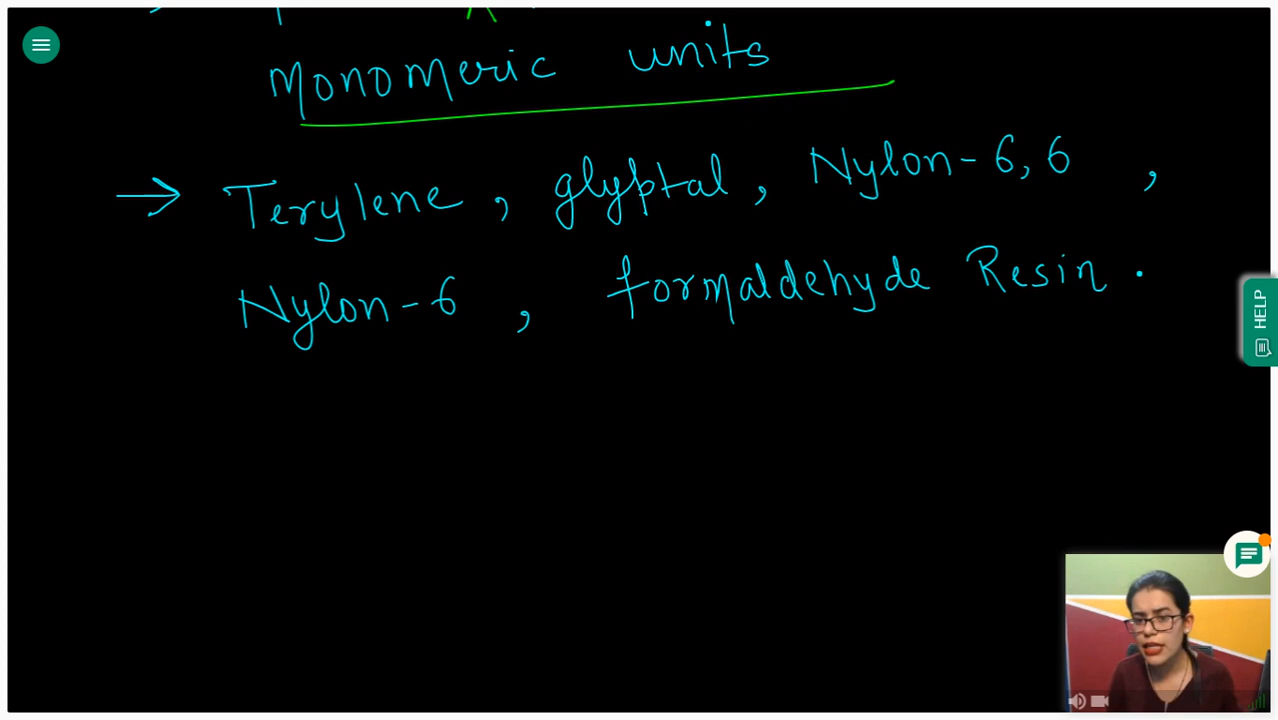 monomeric units
→ Terylene, glyptal, Nylon-6,6,
Nylon-6, formaldehyde Resin.
HELP